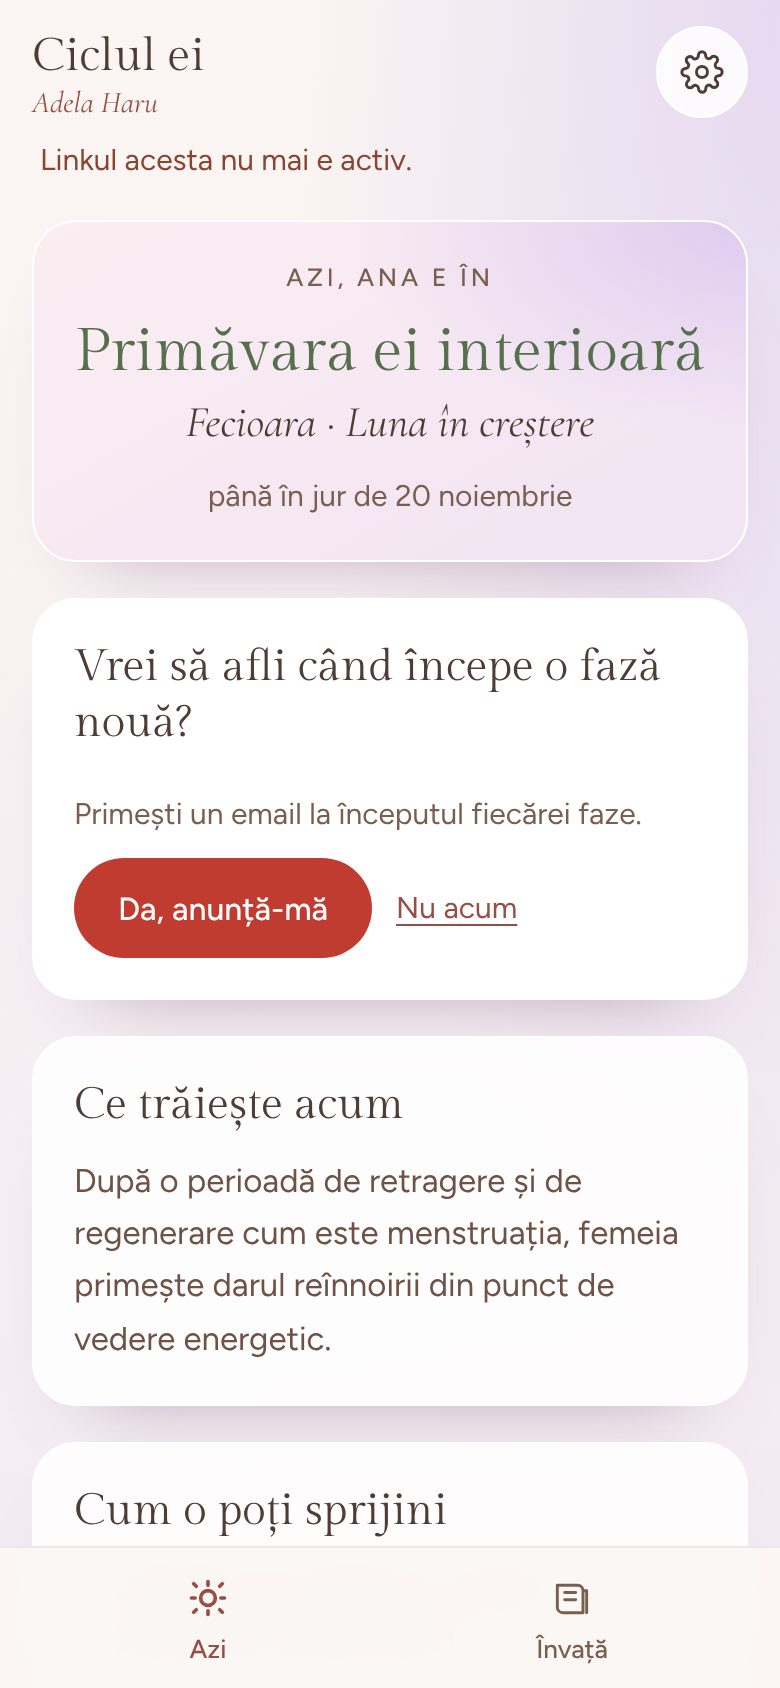 Ciclul ei
Adela Haru
Linkul acesta nu mai e activ.
AZI, ANA E ÎN
Primăvara ei interioară
Fecioara · Luna în creștere
până în jur de 20 noiembrie
Vrei să afli când începe o fază
nouă?
Primești un email la începutul fiecărei faze.
Da, anunță-mă
Nu acum
Ce trăiește acum
După o perioadă de retragere și de
regenerare cum este menstruația, femeia
primește darul reînnoirii din punct de
vedere energetic.
Cum o poți sprijini
Azi
Învață